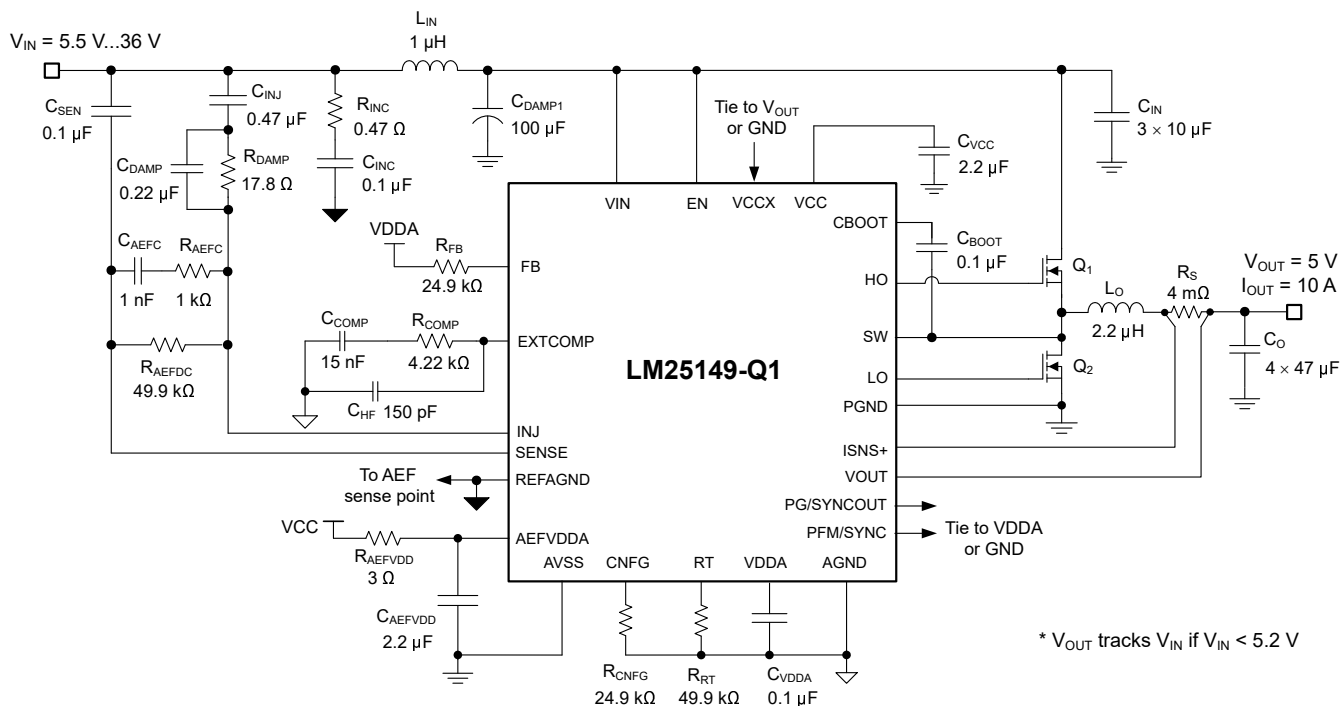 V_IN = 5.5 V...36 V
L_IN
1 µH
C_SEN
0.1 µF
C_INJ
0.47 µF
R_INC
0.47 Ω
C_DAMP1
100 µF
Tie to V_OUT
or GND
C_VCC
2.2 µF
C_IN
3 × 10 µF
C_DAMP
0.22 µF
R_DAMP
17.8 Ω
C_INC
0.1 µF
VIN
EN
VCCX
VCC
C_AEFC
1 nF
R_AEFC
1 kΩ
VDDA
R_FB
24.9 kΩ
FB
CBOOT
C_BOOT
0.1 µF
HO
Q_1
V_OUT = 5 V
I_OUT = 10 A
R_S
4 mΩ
L_O
2.2 µH
R_AEFDC
49.9 kΩ
C_COMP
15 nF
R_COMP
4.22 kΩ
EXTCOMP
LM25149-Q1
SW
LO
Q_2
C_O
4 × 47 µF
C_HF
150 pF
PGND
INJ
SENSE
REFAGND
To AEF
sense point
ISNS+
VOUT
PG/SYNCOUT
PFM/SYNC
Tie to VDDA
or GND
VCC
R_AEFVDD
3 Ω
AEFVDDA
AVSS
CNFG
RT
VDDA
AGND
C_AEFVDD
2.2 µF
R_CNFG
24.9 kΩ
R_RT
49.9 kΩ
C_VDDA
0.1 µF
* V_OUT tracks V_IN if V_IN < 5.2 V